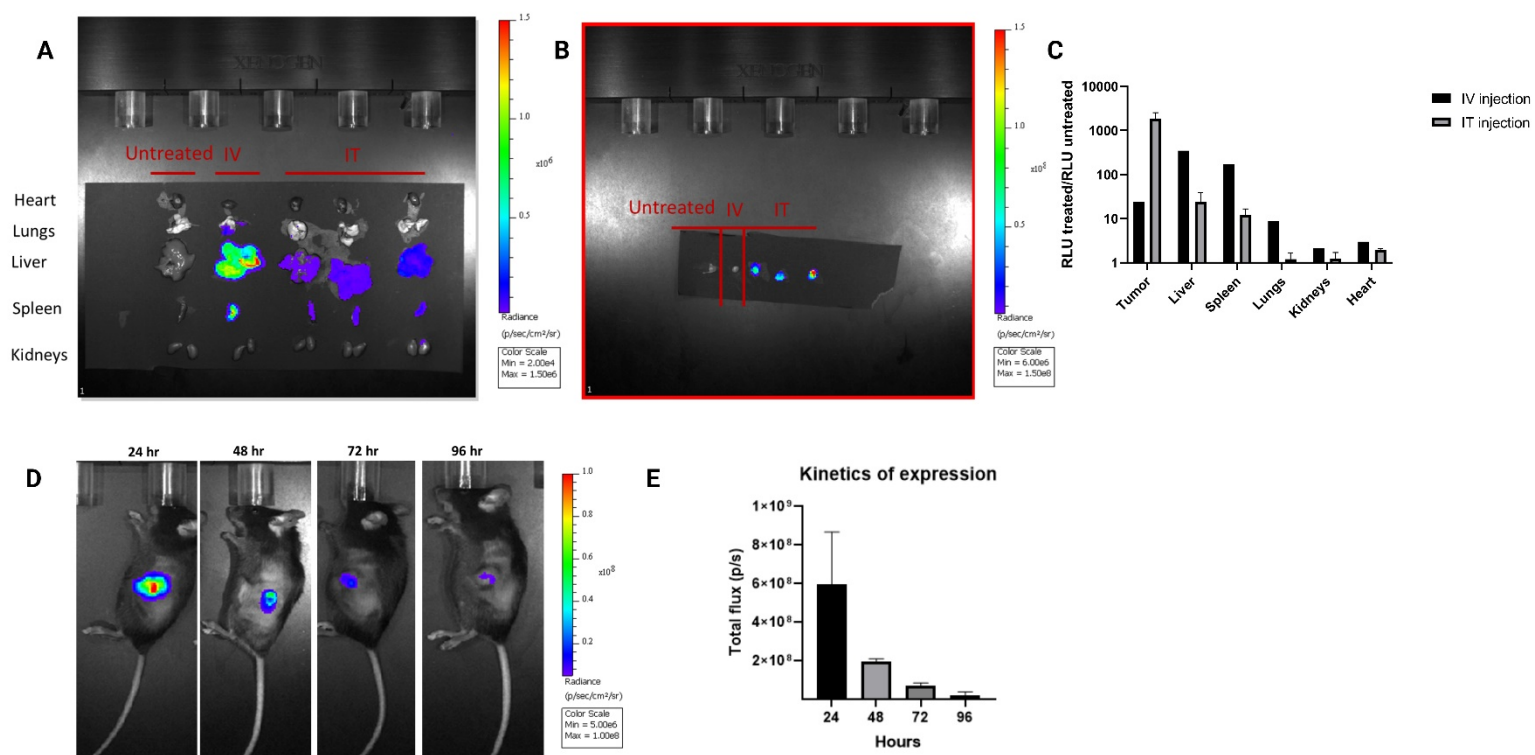 A
XENOGEN
Untreated IV IT
Heart
Lungs
Liver
Spleen
Kidneys
1
1.5
1.0
x10⁶
0.5
Radiance
(p/sec/cm²/sr)
Color Scale
Min = 2.00e4
Max = 1.50e6
B
XENOGEN
Untreated IV IT
1
1.5
1.0
0.5
Radiance
(p/sec/cm²/sr)
Color Scale
Min = 6.00e6
Max = 1.50e8
C
RLU treated/RLU untreated
10000
1000
100
10
1
Tumor Liver Spleen Lungs Kidneys Heart
IV injection
IT injection
D
24 hr 48 hr 72 hr 96 hr
1.0
0.8
0.6
x10⁸
0.4
0.2
Radiance
(p/sec/cm²/sr)
Color Scale
Min = 5.00e6
Max = 1.00e8
E
Kinetics of expression
Total flux (p/s)
1×10⁹
8×10⁸
6×10⁸
4×10⁸
2×10⁸
24 48 72 96
Hours